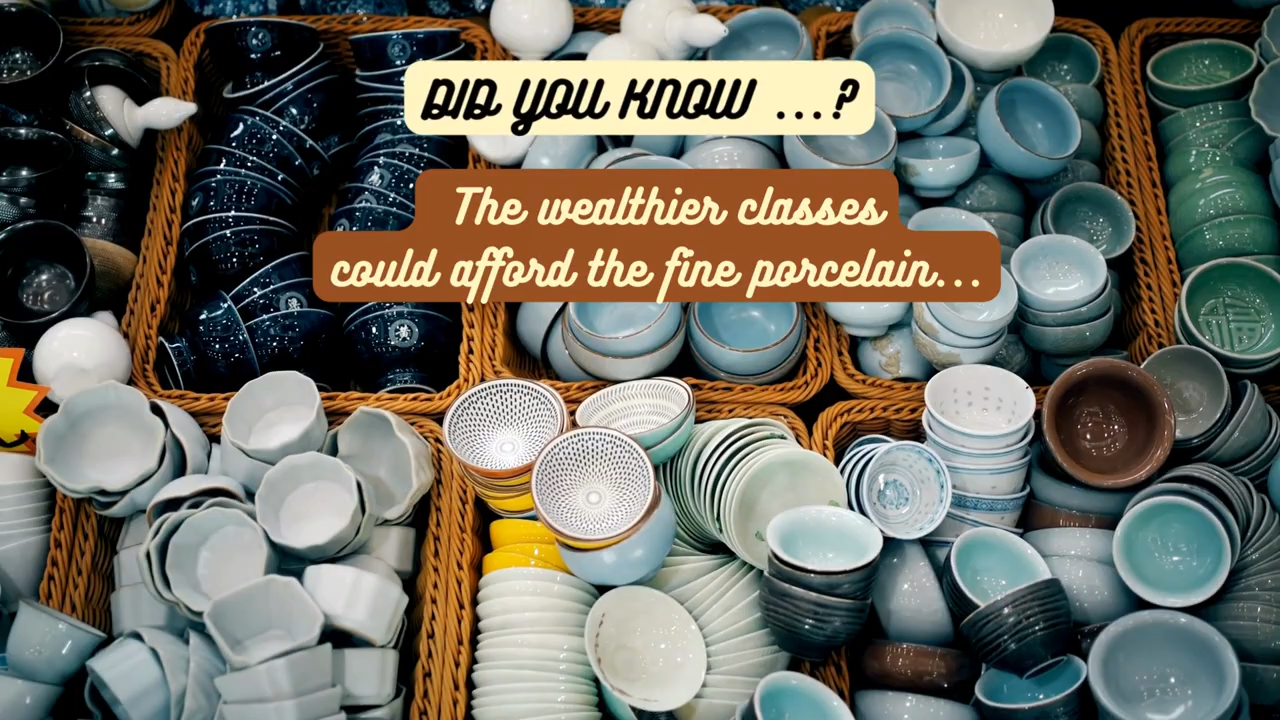 DID YOU KNOW ...?
The wealthier classes
could afford the fine porcelain...